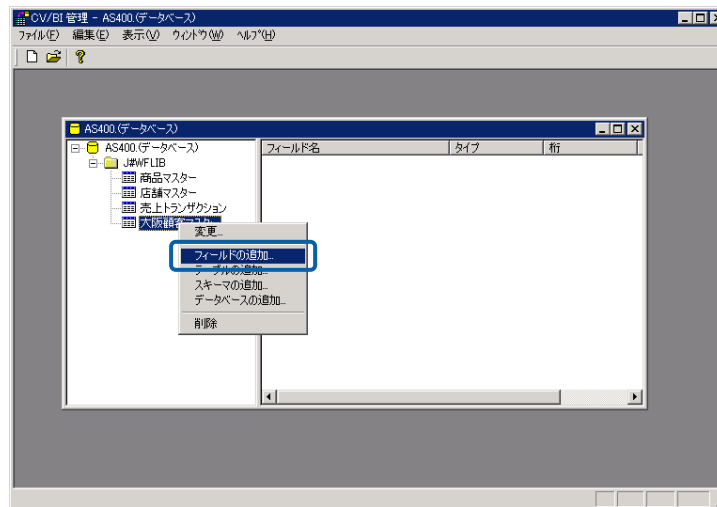 CV/BI 管理 - AS400.(データベース)
ファイル(F) 編集(E) 表示(V) ウィンドウ(W) ヘルプ(H)
AS400.(データベース)
AS400.(データベース)
フィールド名 タイプ 桁
J#WFLIB
商品マスター
店舗マスター
売上トランザクション
大阪顧客マスター
変更...
フィールドの追加...
テーブルの追加...
スキーマの追加...
データベースの追加...
削除